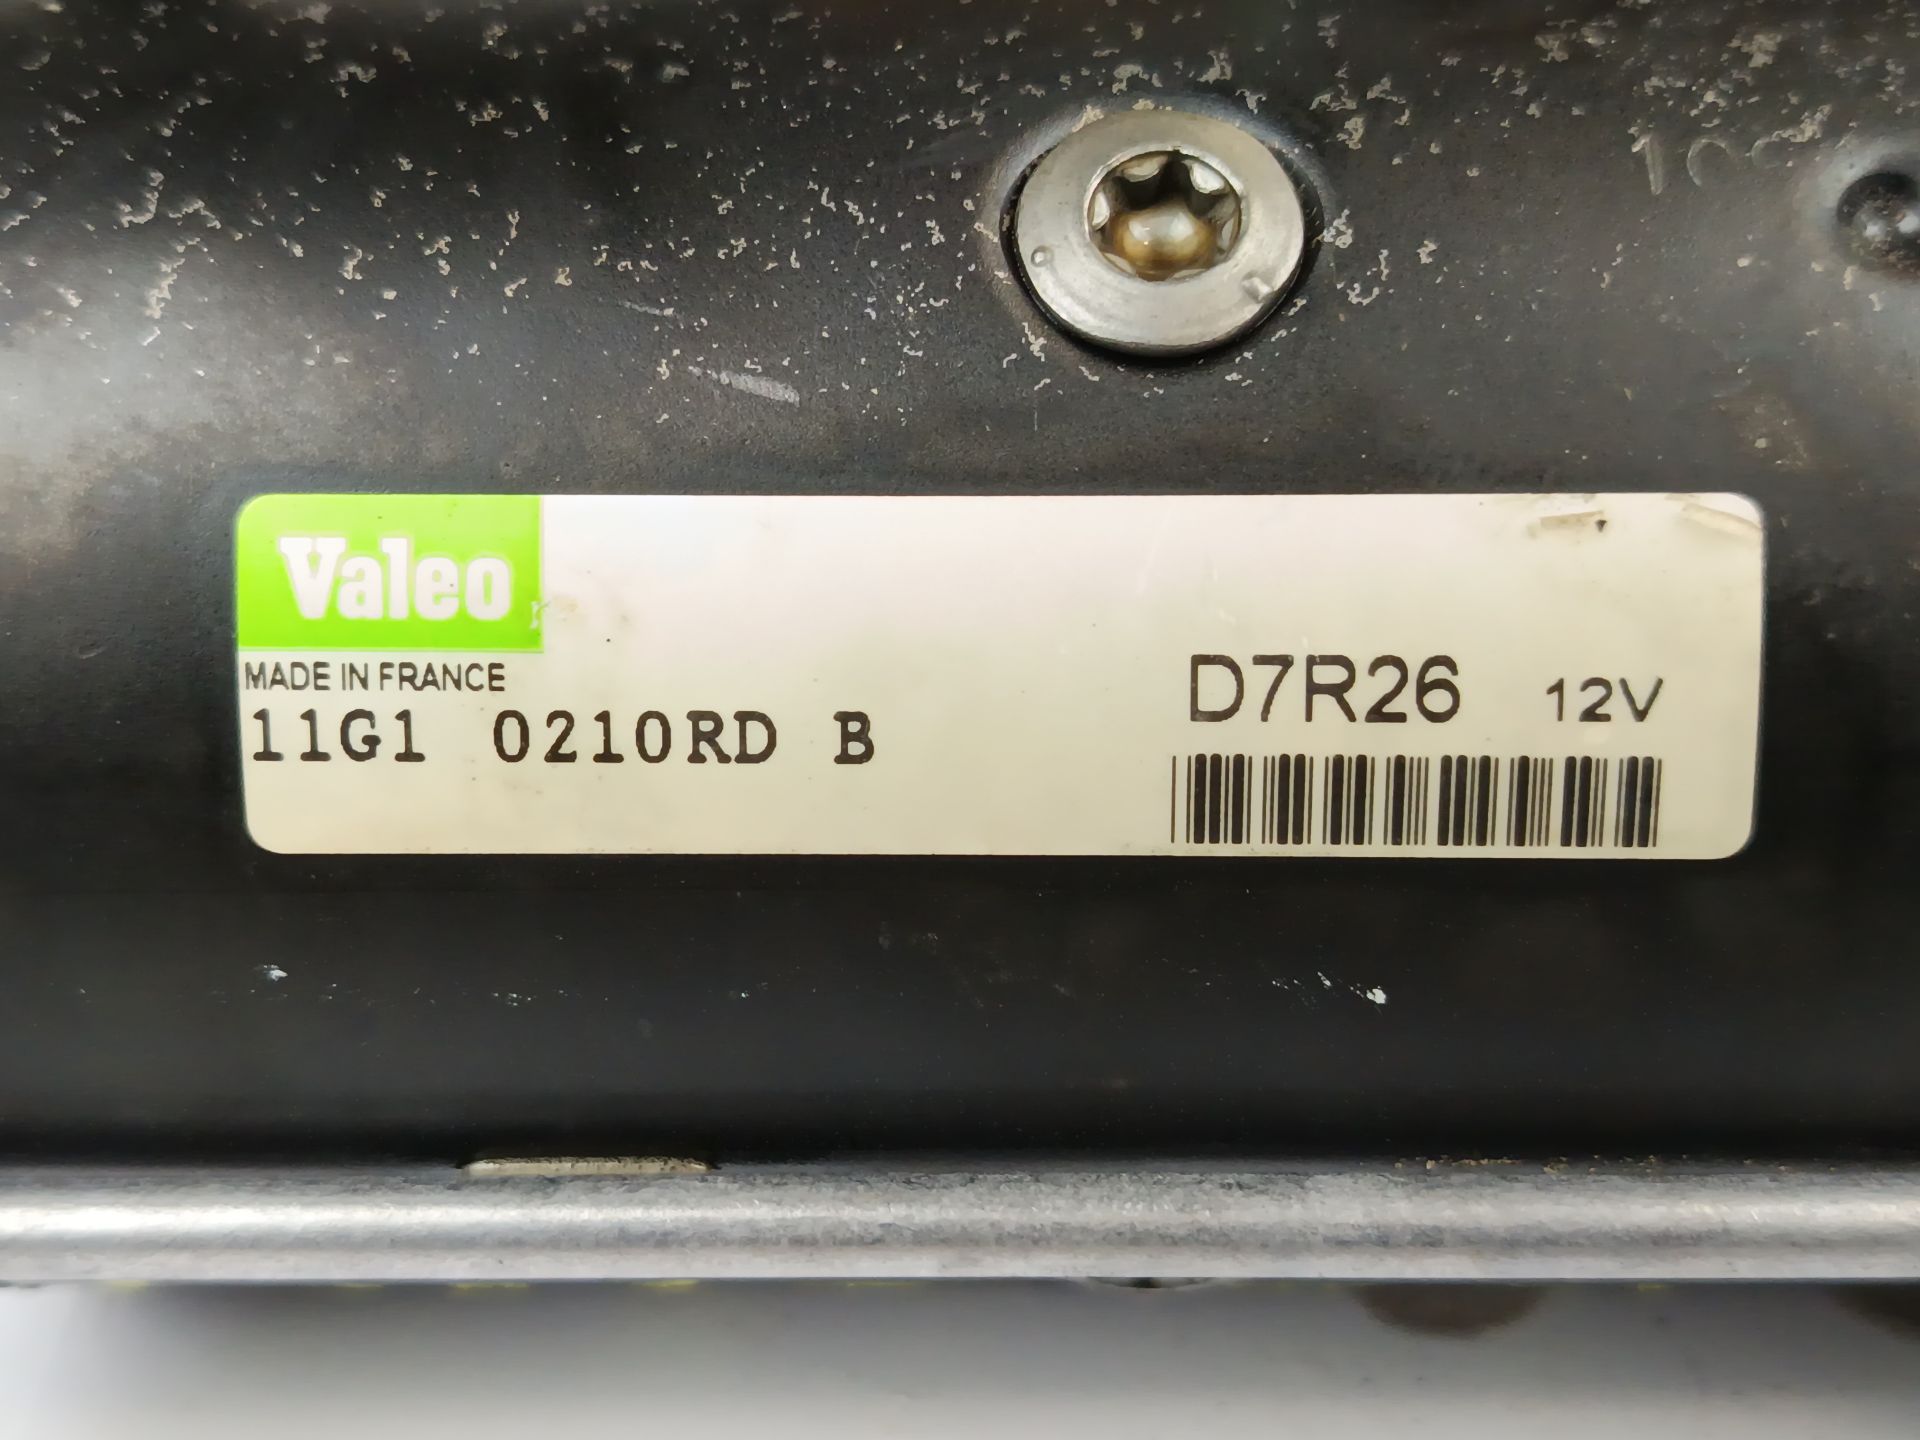 Valeo
MADE IN FRANCE
11G1 0210RD B
D7R26 12V